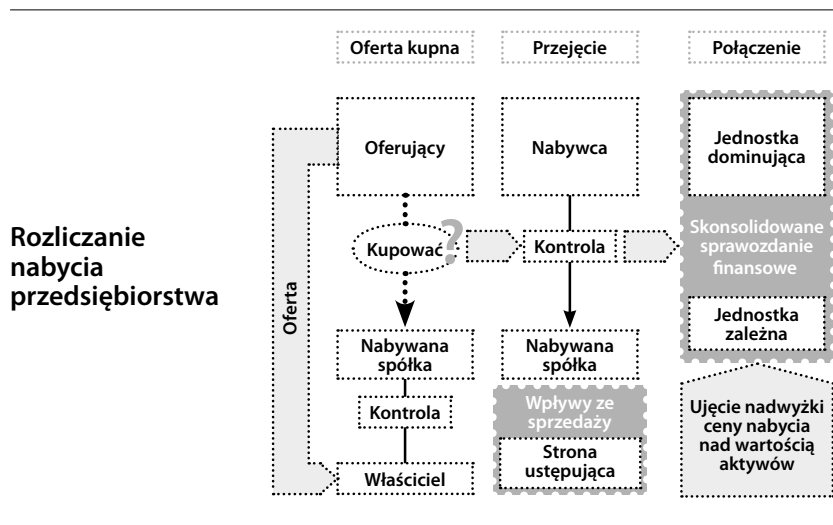 Oferta kupna
Przejęcie
Połączenie
Rozliczanie
nabycia
przedsiębiorstwa
Oferta
Oferujący
Kupować
?
Nabywana
spółka
Kontrola
Właściciel
Nabywca
Kontrola
Nabywana
spółka
Wpływy ze
sprzedaży
Strona
ustępująca
Jednostka
dominująca
Skonsolidowane
sprawozdanie
finansowe
Jednostka
zależna
Ujęcie nadwyżki
ceny nabycia
nad wartością
aktywów